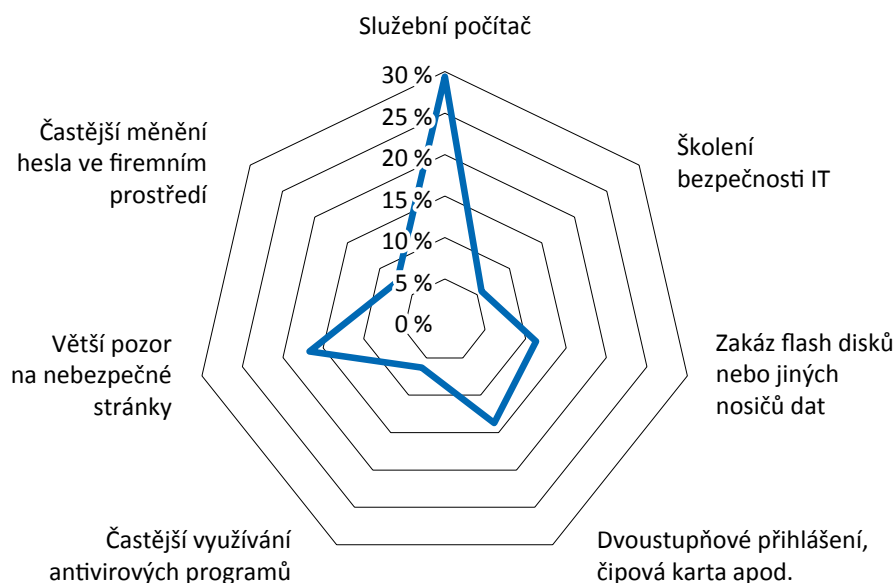 Služební počítač
30 %
25 %
20 %
15 %
10 %
5 %
0 %
Školení
bezpečnosti IT
Zakáz flash disků
nebo jiných
nosičů dat
Dvoustupňové přihlášení,
čipová karta apod.
Častější využívání
antivirových programů
Větší pozor
na nebezpečné
stránky
Častější měnění
hesla ve firemním
prostředí